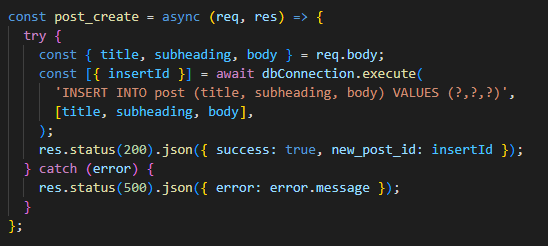 const post_create = async (req, res) => {
  try {
    const { title, subheading, body } = req.body;
    const [{ insertId }] = await dbConnection.execute(
      'INSERT INTO post (title, subheading, body) VALUES (?,?,?)',
      [title, subheading, body],
    );
    res.status(200).json({ success: true, new_post_id: insertId });
  } catch (error) {
    res.status(500).json({ error: error.message });
  }
};